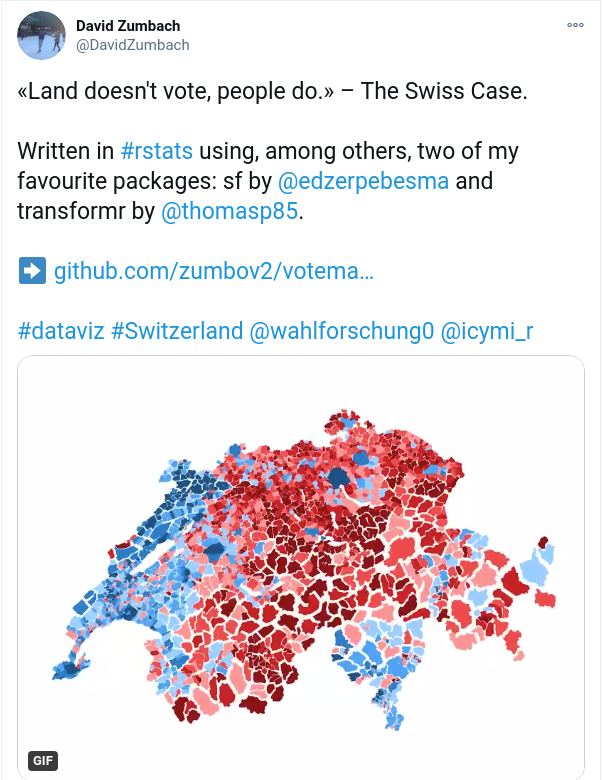 David Zumbach
@DavidZumbach
«Land doesn't vote, people do.» – The Swiss Case.
Written in #rstats using, among others, two of my
favourite packages: sf by @edzerpebesma and
transformr by @thomasp85.
➡ github.com/zumbov2/votema…
#dataviz #Switzerland @wahlforschung0 @icymi_r
GIF